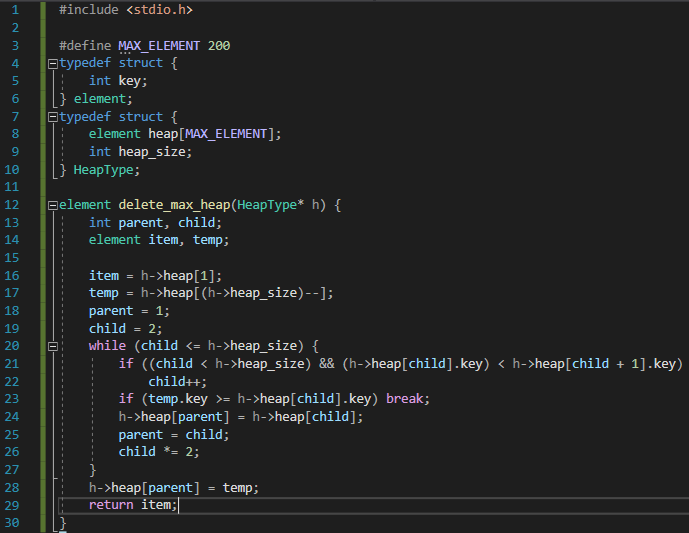 1 #include <stdio.h>
2
3 #define MAX_ELEMENT 200
4 typedef struct {
5     int key;
6 } element;
7 typedef struct {
8     element heap[MAX_ELEMENT];
9     int heap_size;
10 } HeapType;
11
12 element delete_max_heap(HeapType* h) {
13     int parent, child;
14     element item, temp;
15
16     item = h->heap[1];
17     temp = h->heap[(h->heap_size)--];
18     parent = 1;
19     child = 2;
20     while (child <= h->heap_size) {
21         if ((child < h->heap_size) && (h->heap[child].key) < h->heap[child + 1].key)
22             child++;
23         if (temp.key >= h->heap[child].key) break;
24         h->heap[parent] = h->heap[child];
25         parent = child;
26         child *= 2;
27     }
28     h->heap[parent] = temp;
29     return item;
30 }